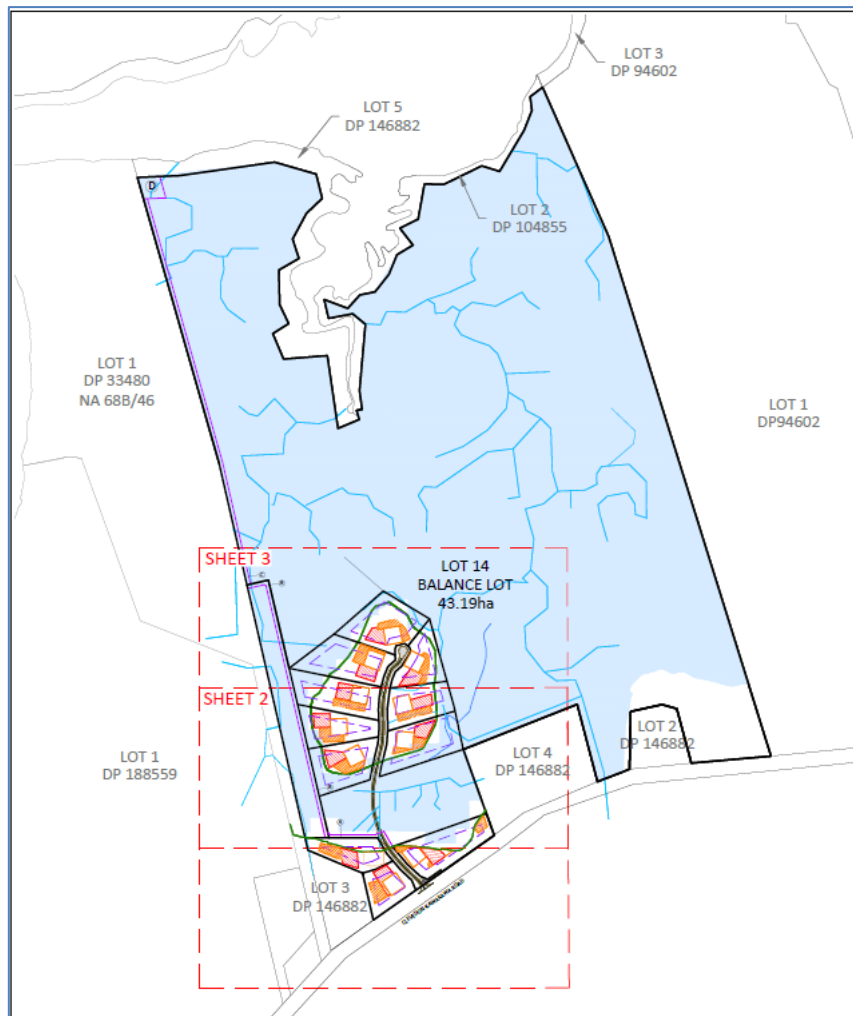 LOT 3
DP 94602
LOT 5
DP 146882
D
LOT 2
DP 104855
LOT 1
DP 33480
NA 68B/46
LOT 1
DP94602
SHEET 3
LOT 14
BALANCE LOT
43.19ha
C
SHEET 2
LOT 1
DP 188559
LOT 4
DP 146882
LOT 2
DP 146882
LOT 3
DP 146882